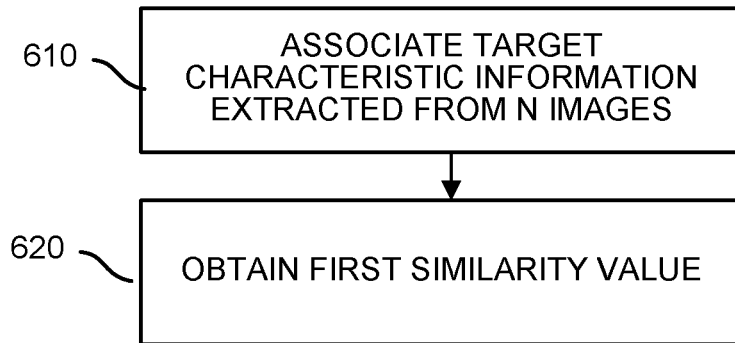 610
ASSOCIATE TARGET
CHARACTERISTIC INFORMATION
EXTRACTED FROM N IMAGES
620
OBTAIN FIRST SIMILARITY VALUE